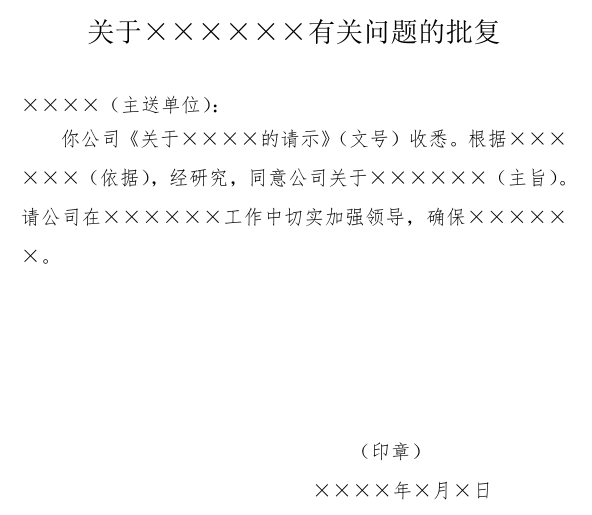 关于××××××有关问题的批复
××××（主送单位）：
你公司《关于××××的请示》（文号）收悉。根据×××
×××（依据），经研究，同意公司关于××××××（主旨）。
请公司在××××××工作中切实加强领导，确保×××××
×。
（印章）
××××年×月×日